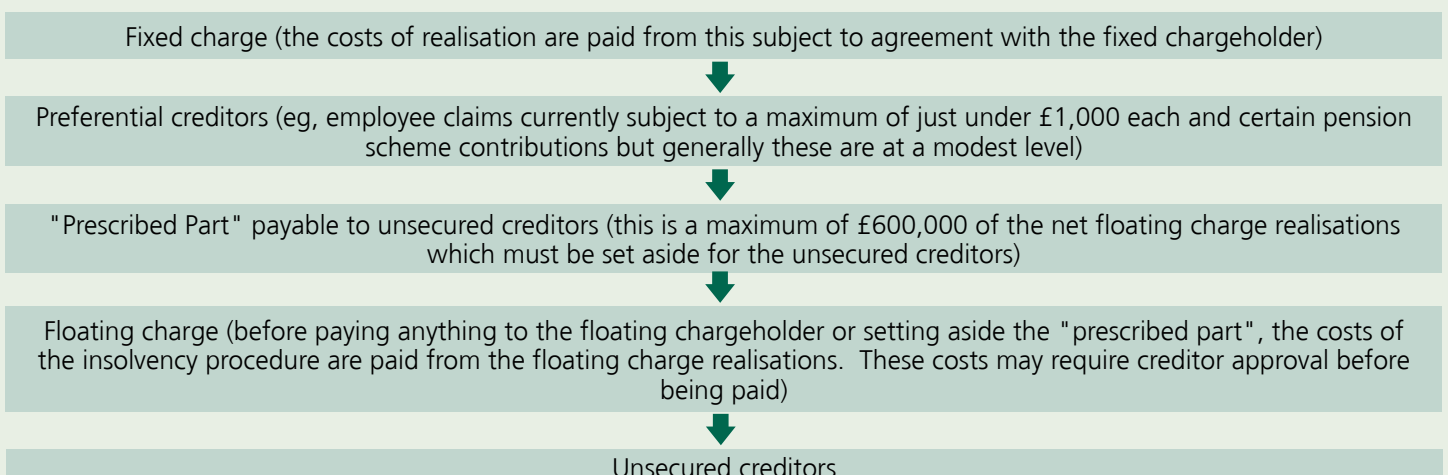 Fixed charge (the costs of realisation are paid from this subject to agreement with the fixed chargeholder)
Preferential creditors (eg, employee claims currently subject to a maximum of just under £1,000 each and certain pension
scheme contributions but generally these are at a modest level)
"Prescribed Part" payable to unsecured creditors (this is a maximum of £600,000 of the net floating charge realisations
which must be set aside for the unsecured creditors)
Floating charge (before paying anything to the floating chargeholder or setting aside the "prescribed part", the costs of
the insolvency procedure are paid from the floating charge realisations. These costs may require creditor approval before
being paid)
Unsecured creditors